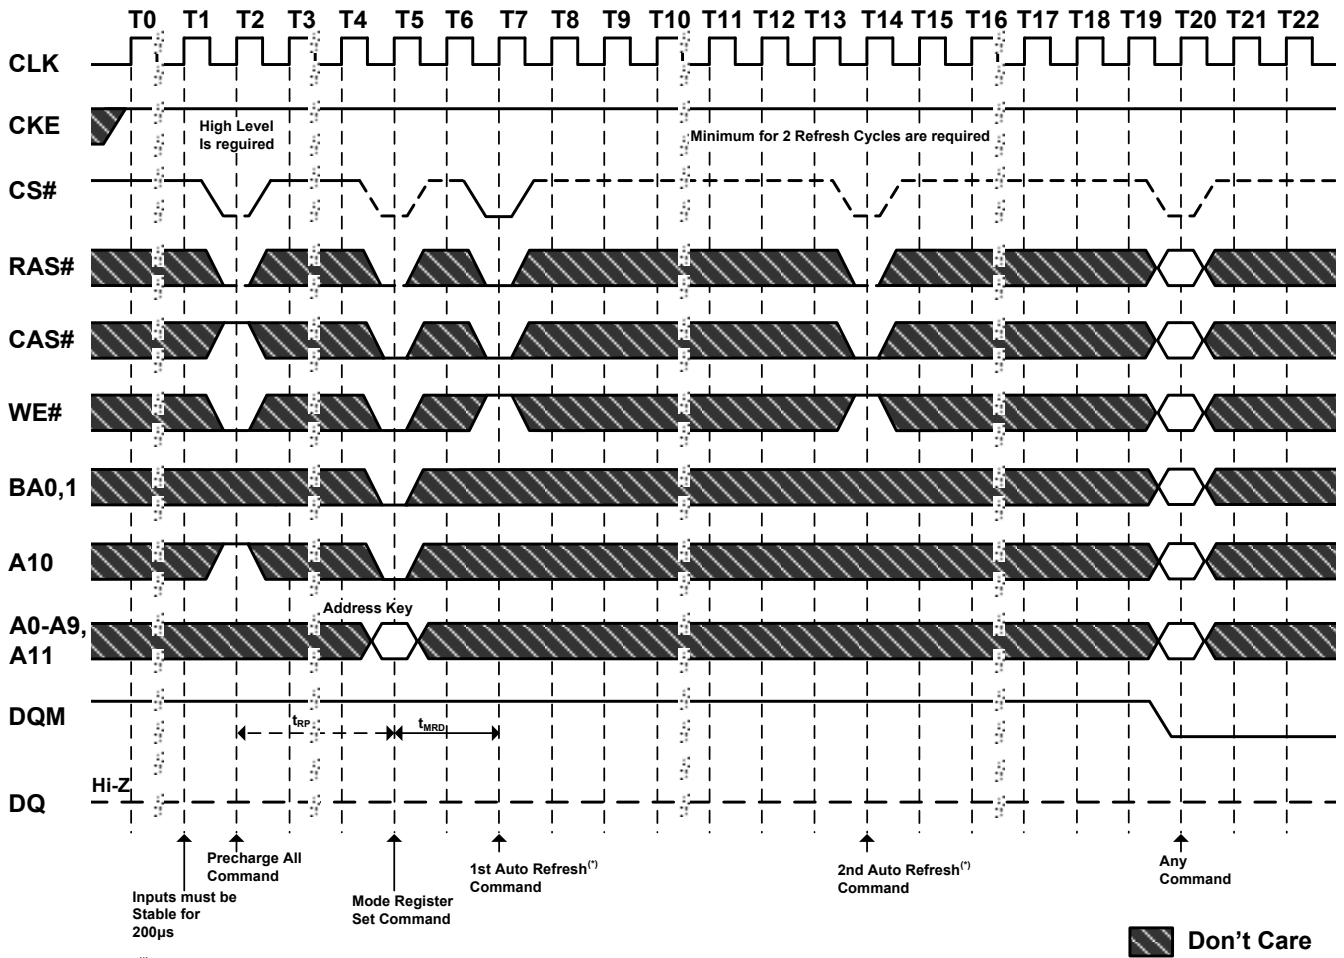 T0 T1 T2 T3 T4 T5 T6 T7 T8 T9 T10 T11 T12 T13 T14 T15 T16 T17 T18 T19 T20 T21 T22
CLK
CKE
High Level
Is reguired
Minimum for 2 Refresh Cycles are required
CS#
RAS#
CAS#
WE#
BA0,1
A10
Address Key
A0-A9,
A11
DQM
tRP
tMRD
Hi-Z
DQ
Inputs must be
Stable for
200µs
Precharge All
Command
Mode Register
Set Command
1st Auto Refresh(*)
Command
2nd Auto Refresh(*)
Command
Any
Command
Don't Care